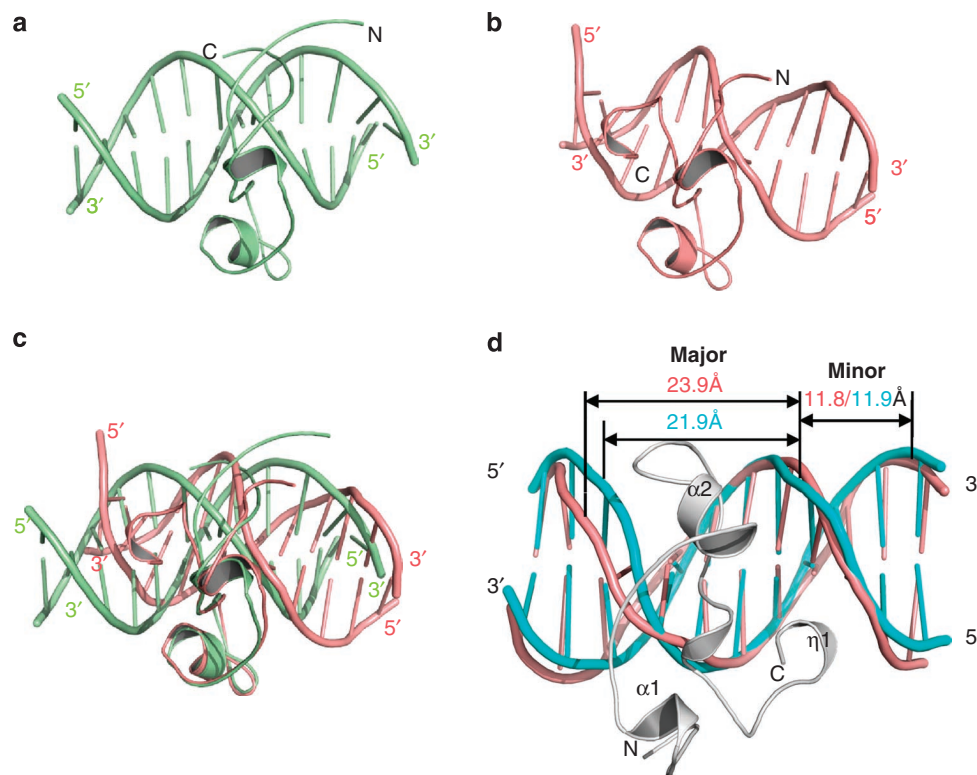 a
N
C
5′
5′
3′
3′
b
5′
N
3′
C
3′
5′
c
5′
5′
3′
5′
3′
3′
3′
5′
d
Major
Minor
23.9Å
11.8/11.9Å
21.9Å
5′
α2
3
3′
5
η1
C
α1
N